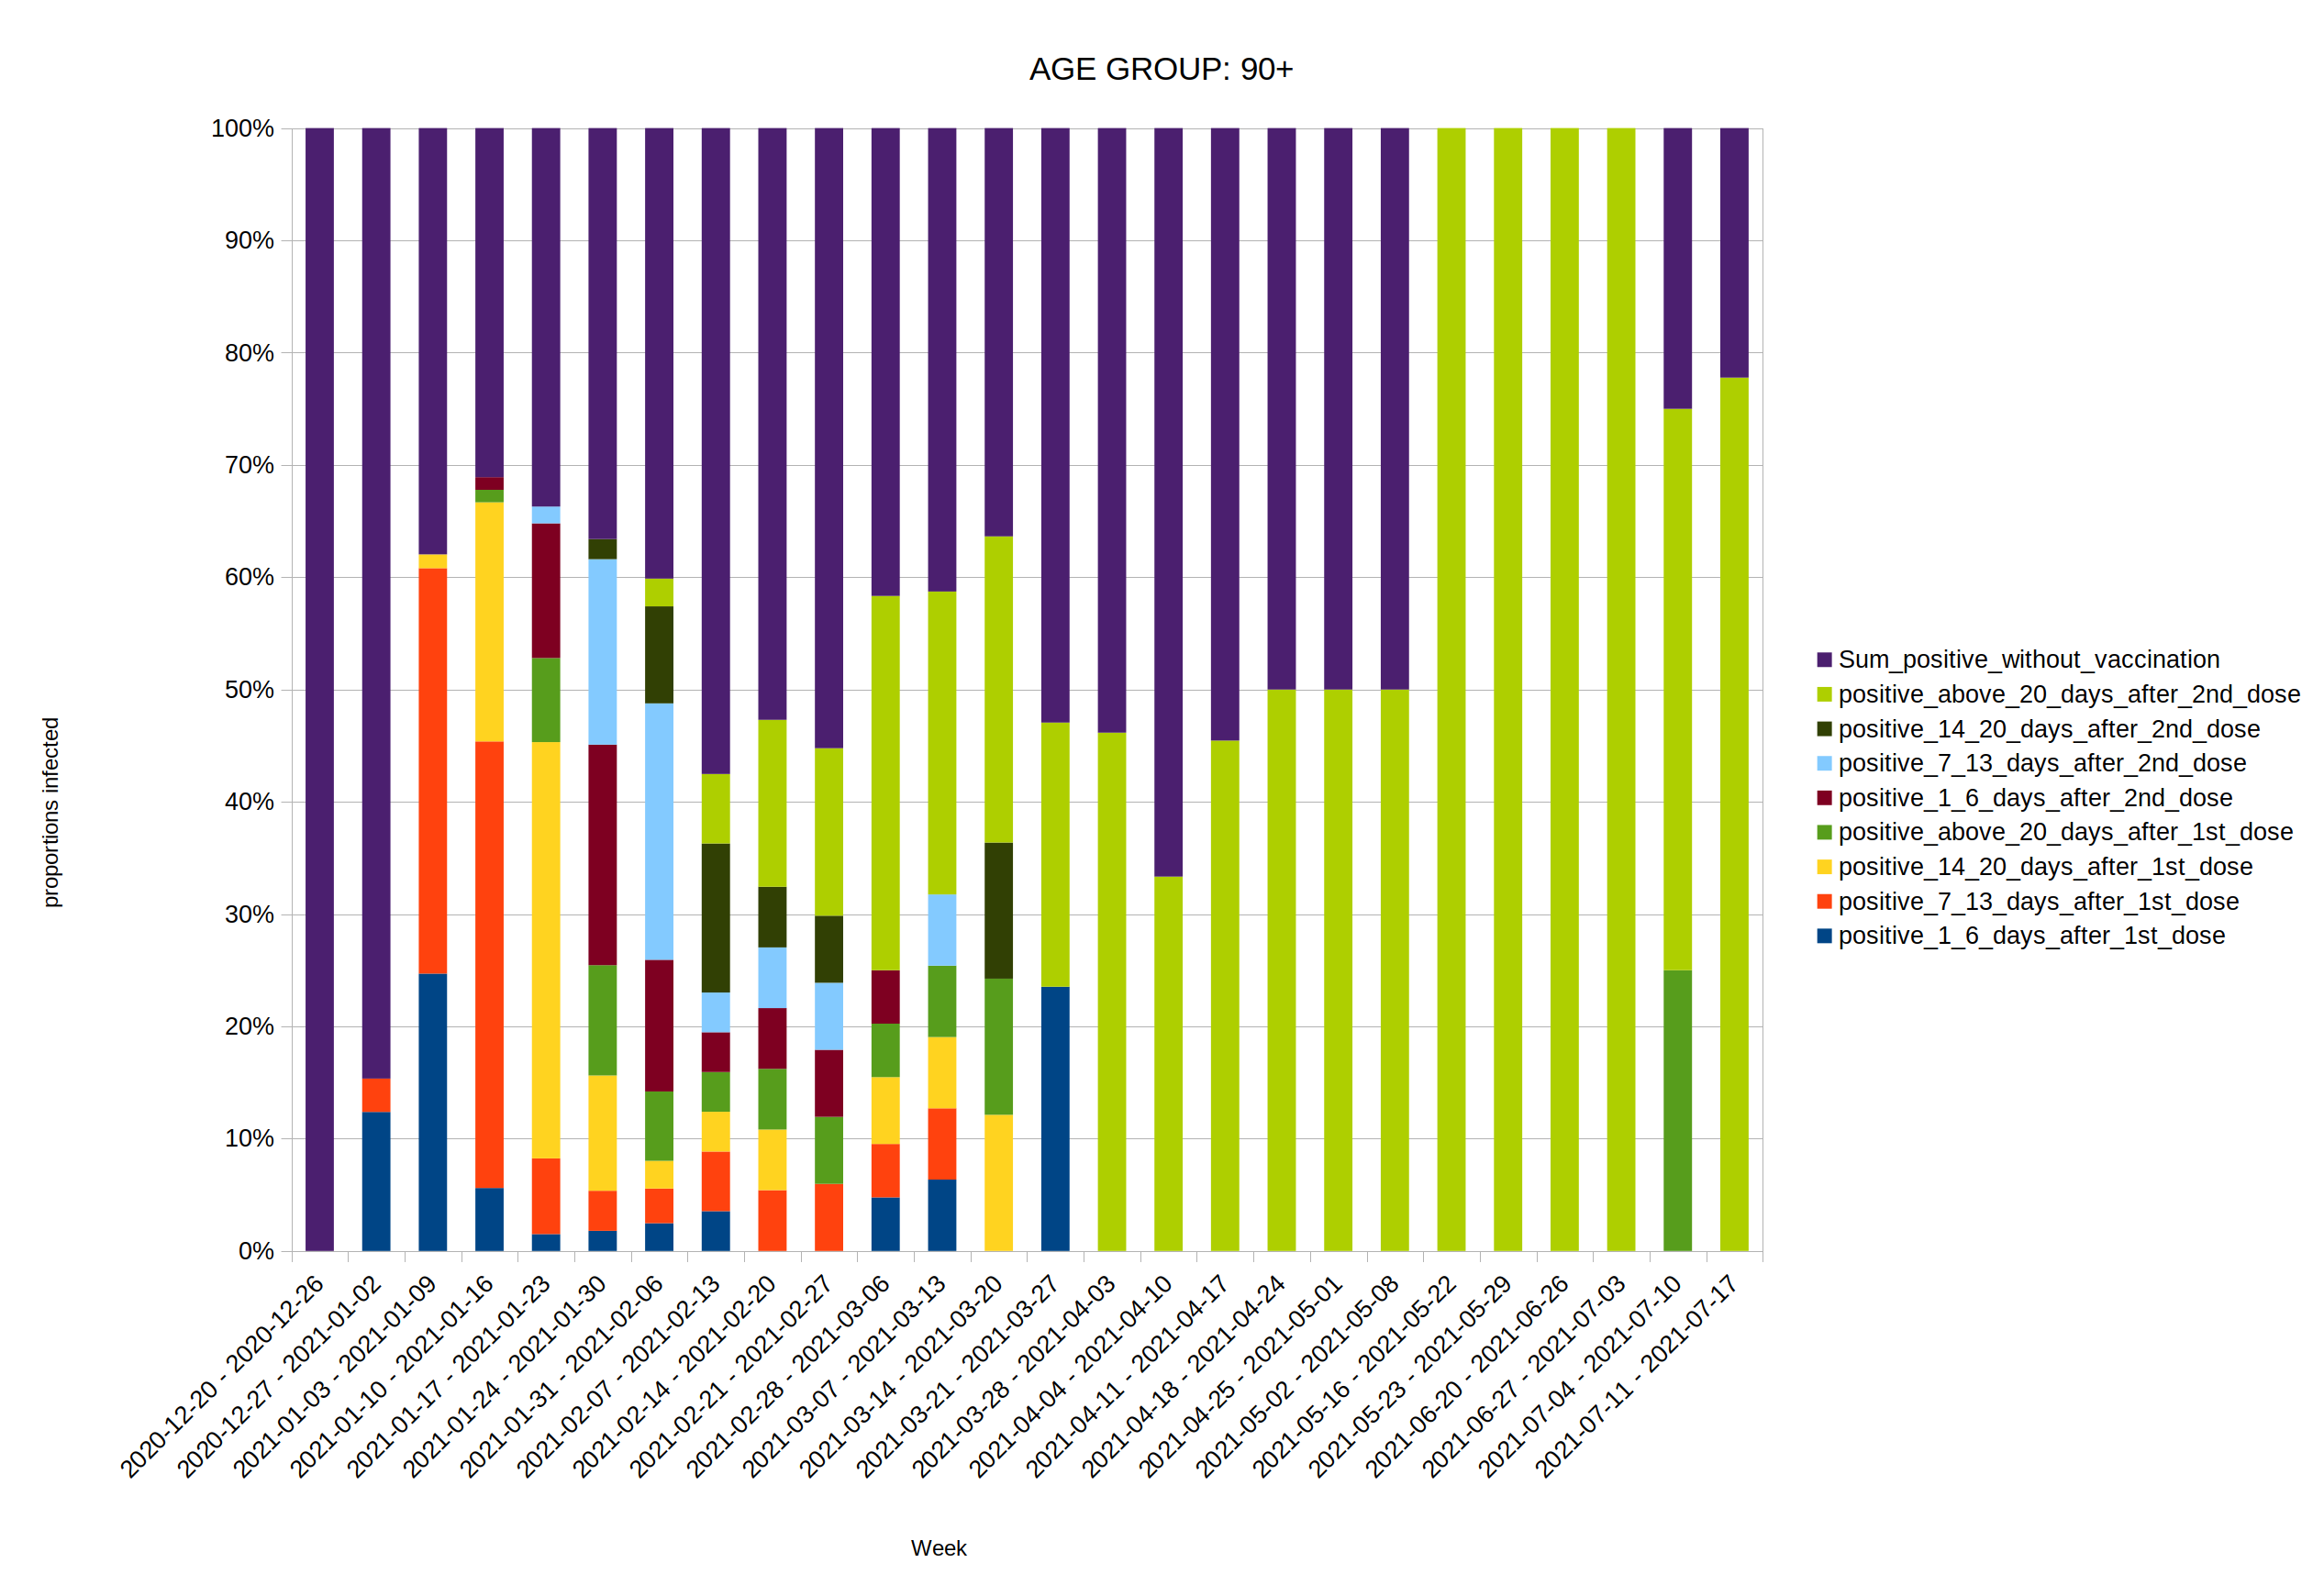 AGE GROUP: 90+
100%
90%
80%
70%
60%
50%
40%
30%
20%
10%
0%
proportions infected
2020-12-20 - 2020-12-26
2020-12-27 - 2021-01-02
2021-01-03 - 2021-01-09
2021-01-10 - 2021-01-16
2021-01-17 - 2021-01-23
2021-01-24 - 2021-01-30
2021-01-31 - 2021-02-06
2021-02-07 - 2021-02-13
2021-02-14 - 2021-02-20
2021-02-21 - 2021-02-27
2021-02-28 - 2021-03-06
2021-03-07 - 2021-03-13
2021-03-14 - 2021-03-20
2021-03-21 - 2021-03-27
2021-03-28 - 2021-04-03
2021-04-04 - 2021-04-10
2021-04-11 - 2021-04-17
2021-04-18 - 2021-04-24
2021-04-25 - 2021-05-01
2021-05-02 - 2021-05-08
2021-05-16 - 2021-05-22
2021-05-23 - 2021-05-29
2021-06-20 - 2021-06-26
2021-06-27 - 2021-07-03
2021-07-04 - 2021-07-10
2021-07-11 - 2021-07-17
Week
Sum_positive_without_vaccination
positive_above_20_days_after_2nd_dose
positive_14_20_days_after_2nd_dose
positive_7_13_days_after_2nd_dose
positive_1_6_days_after_2nd_dose
positive_above_20_days_after_1st_dose
positive_14_20_days_after_1st_dose
positive_7_13_days_after_1st_dose
positive_1_6_days_after_1st_dose